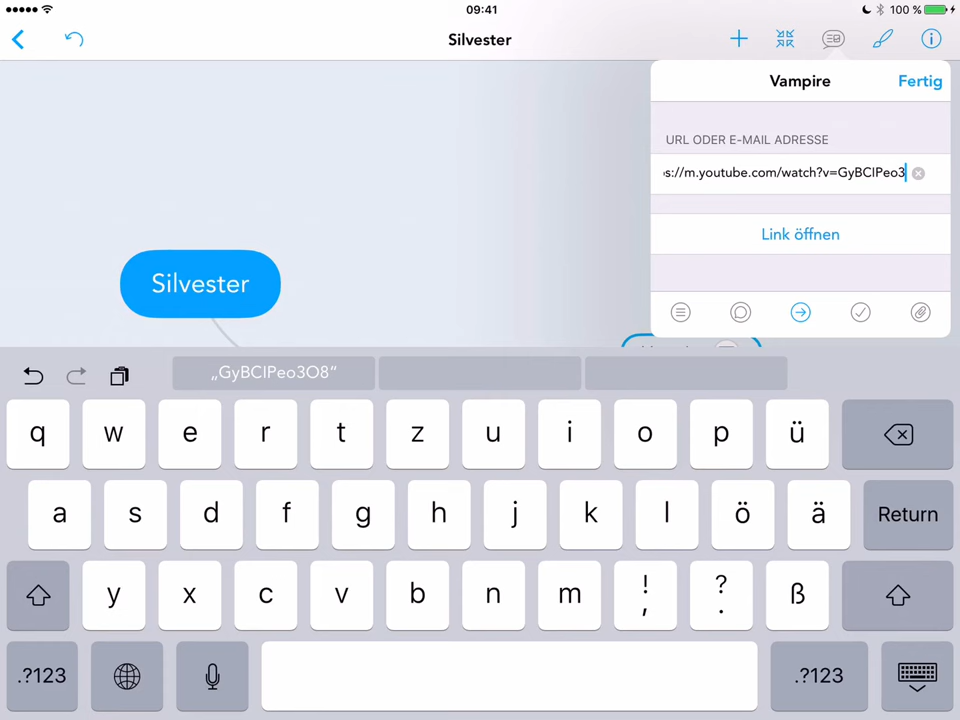 09:41
100 %
Silvester
Vampire
Fertig
URL ODER E-MAIL ADRESSE
s://m.youtube.com/watch?v=GyBCIPeo3
Link öffnen
Silvester
„GyBCIPeo3O8“
q w e r t z u i o p ü
a s d f g h j k l ö ä Return
y x c v b n m ! , ? . ß
.?123 .?123